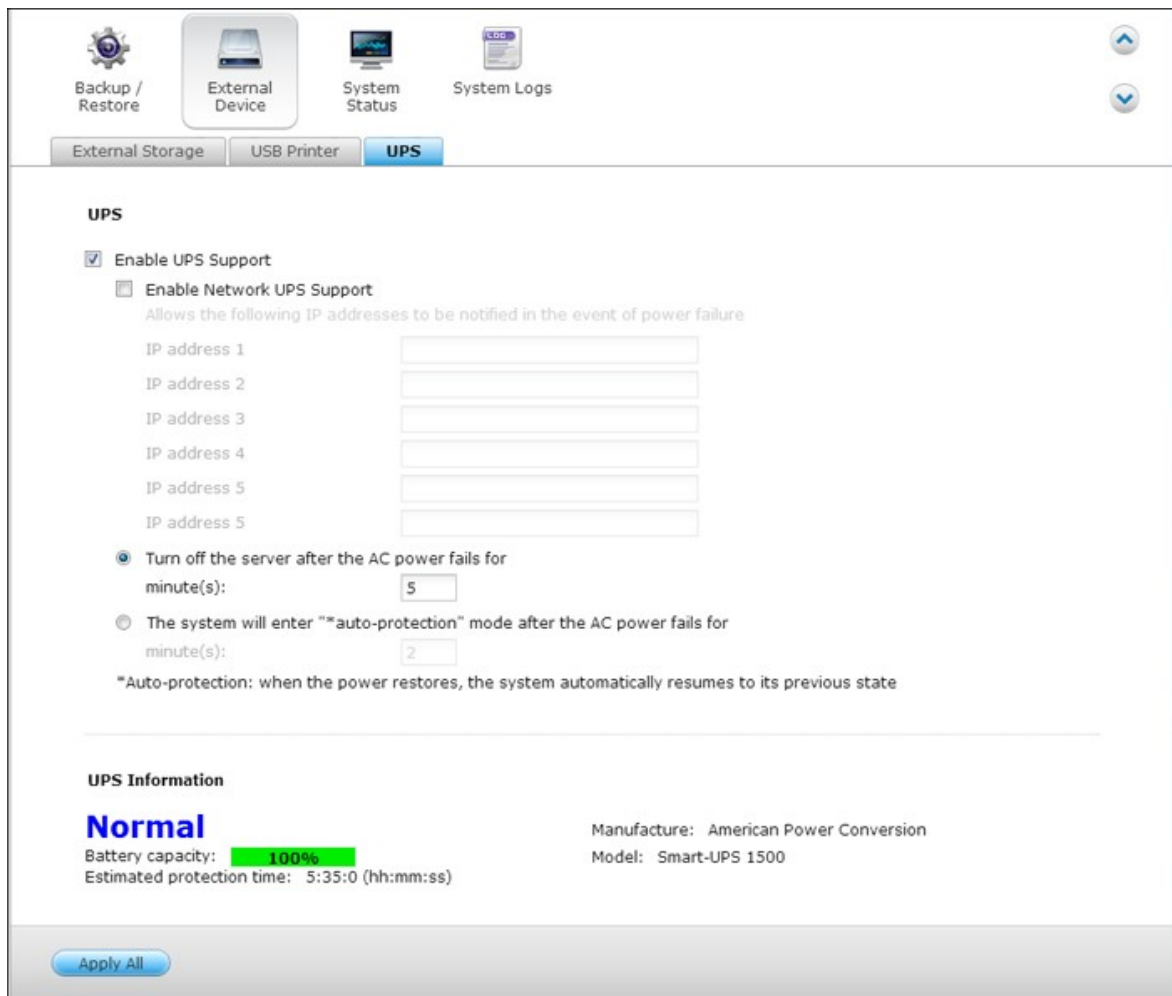 LOG
Backup /
Restore
External
Device
System
Status
System Logs
External Storage
USB Printer
UPS
UPS
Enable UPS Support
Enable Network UPS Support
Allows the following IP addresses to be notified in the event of power failure
IP address 1
IP address 2
IP address 3
IP address 4
IP address 5
IP address 5
Turn off the server after the AC power fails for
minute(s): 5
The system will enter "*auto-protection" mode after the AC power fails for
minute(s): 2
*Auto-protection: when the power restores, the system automatically resumes to its previous state
UPS Information
Normal
Battery capacity: 100%
Estimated protection time: 5:35:0 (hh:mm:ss)
Manufacture: American Power Conversion
Model: Smart-UPS 1500
Apply All